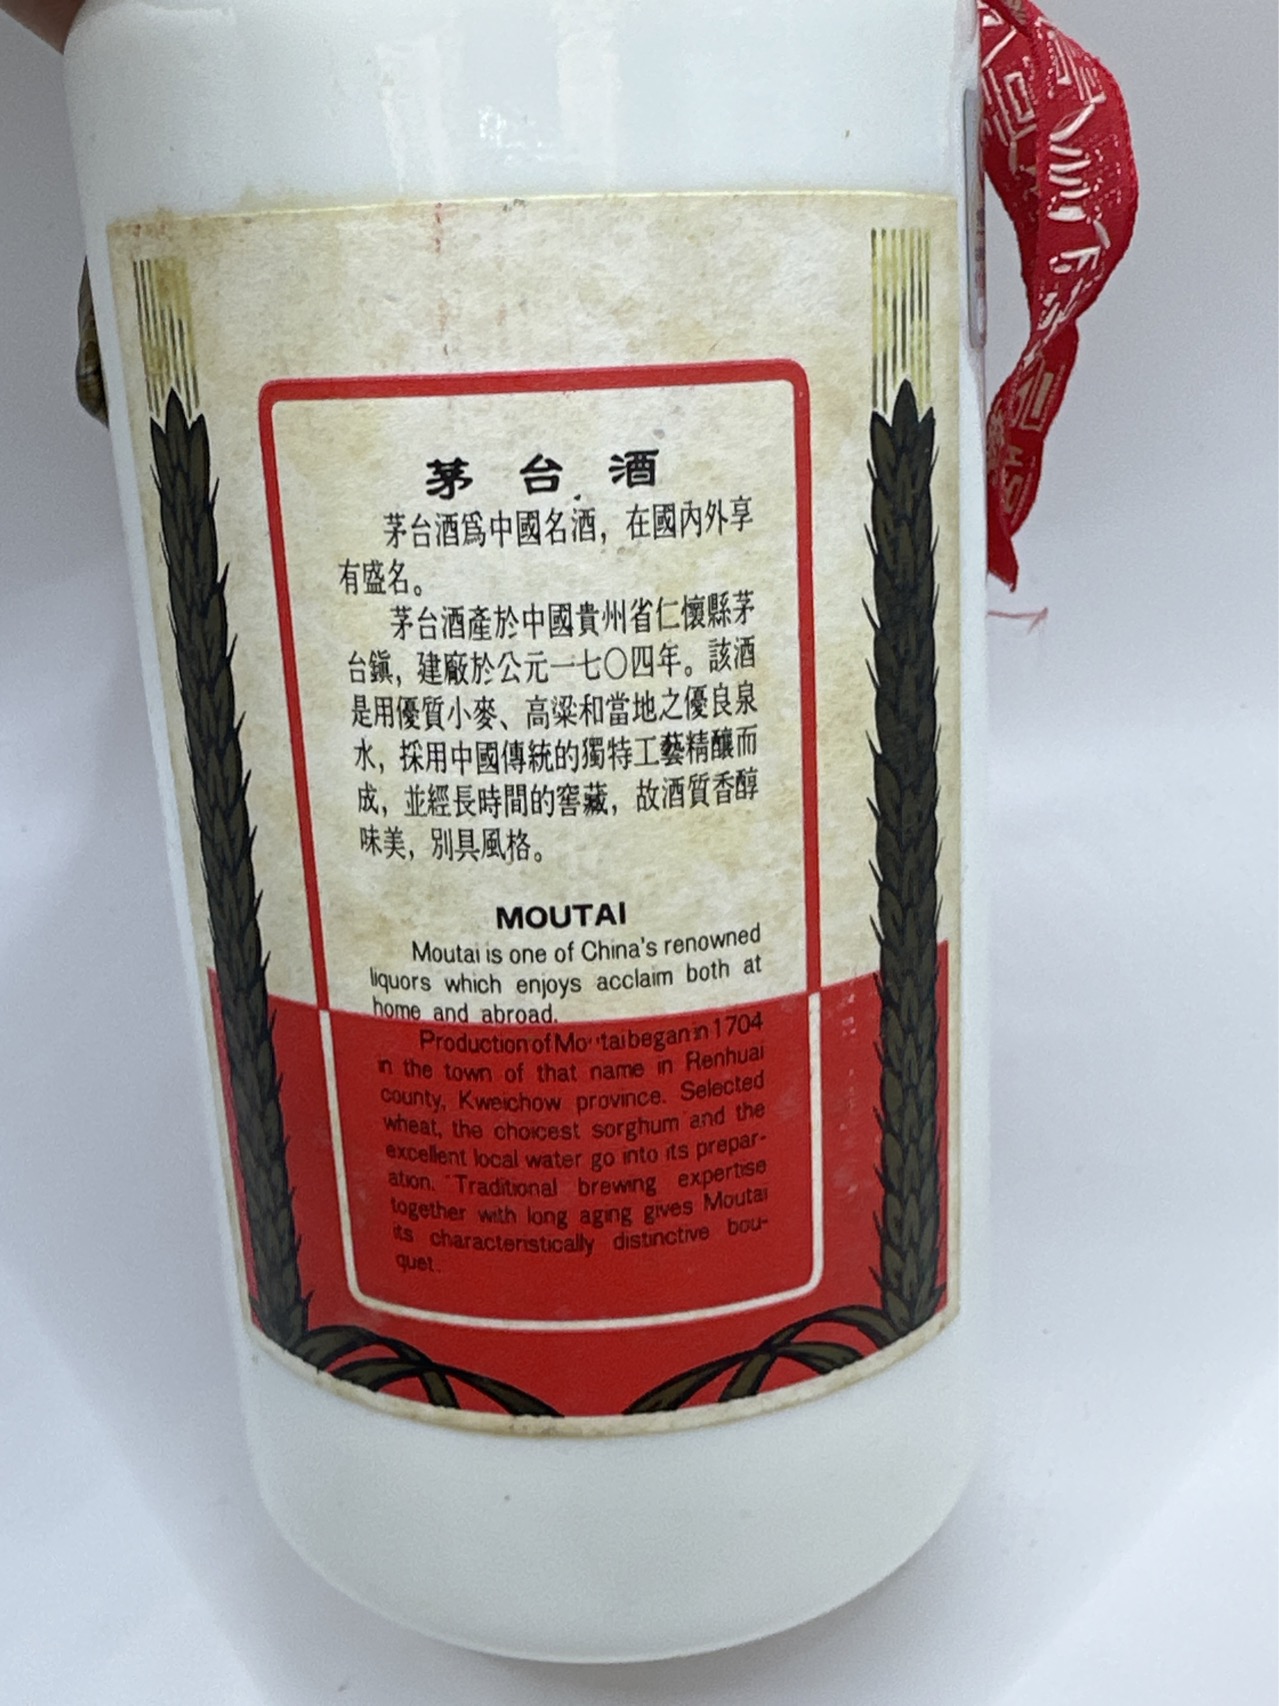 茅台酒
茅台酒爲中國名酒，在國內外享
有盛名。
茅台酒產於中國貴州省仁懷縣茅
台鎭，建廠於公元一七〇四年。該酒
是用優質小麥、高粱和當地之優良泉
水，採用中國傳統的獨特工藝精釀而
成，並經長時間的窖藏，故酒質香醇
味美，別具風格。
MOUTAI
Moutai is one of China's renowned
liquors which enjoys acclaim both at
home and abroad.
Production of Moutai began in 1704
in the town of that name in Renhuai
county, Kweichow province. Selected
wheat, the choicest sorghum and the
excellent local water go into its prepar-
ation. Traditional brewing expertise
together with long aging gives Moutai
its characteristically distinctive bou-
quet.